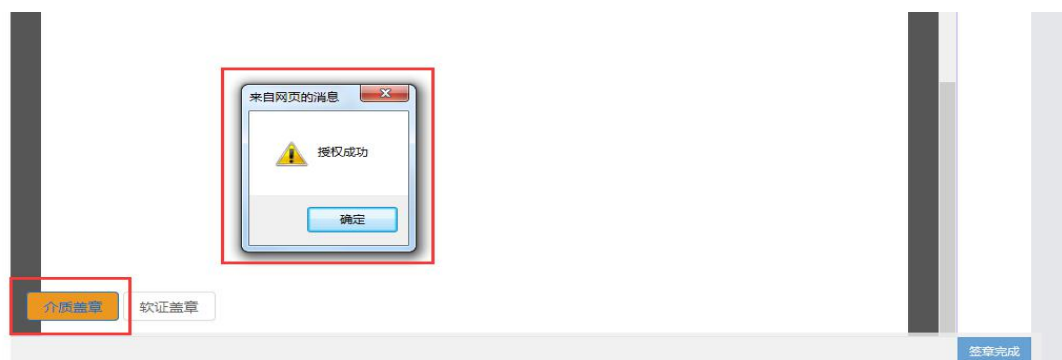 来自网页的消息
授权成功
确定
介质盖章
软证盖章
签章完成